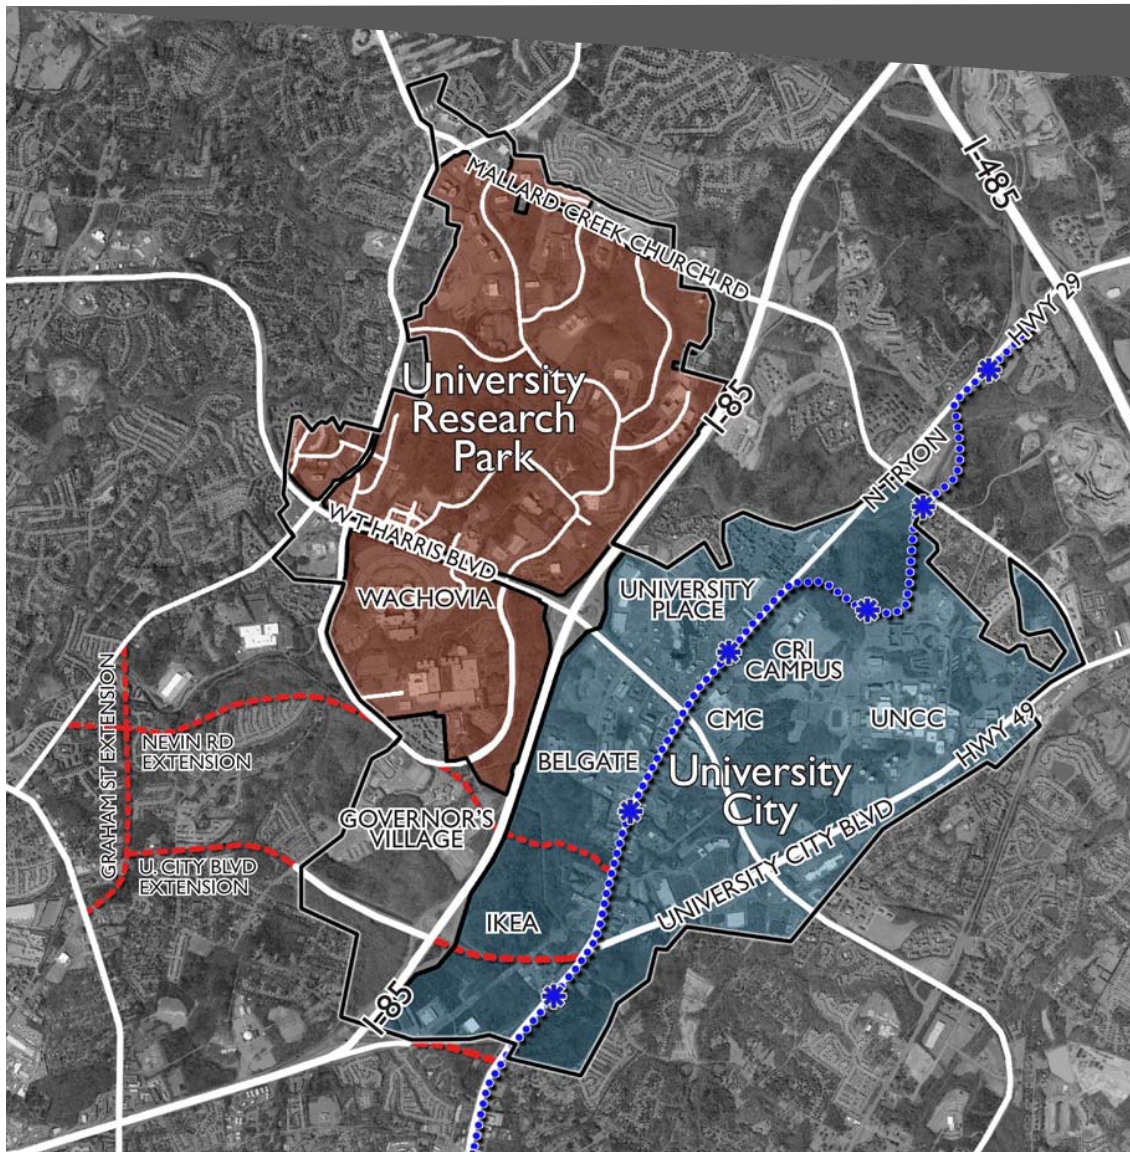 I-485
MALLARD CREEK CHURCH RD
HWY 29
University
Research
Park
I-85
N TRYON
W T HARRIS BLVD
WACHOVIA
UNIVERSITY
PLACE
CRI
CAMPUS
CMC
UNCC
HWY 49
GRAHAM ST EXTENSION
NEVIN RD
EXTENSION
BELGATE
University
City
GOVERNOR'S
VILLAGE
U. CITY BLVD
EXTENSION
UNIVERSITY CITY BLVD
IKEA
I-85